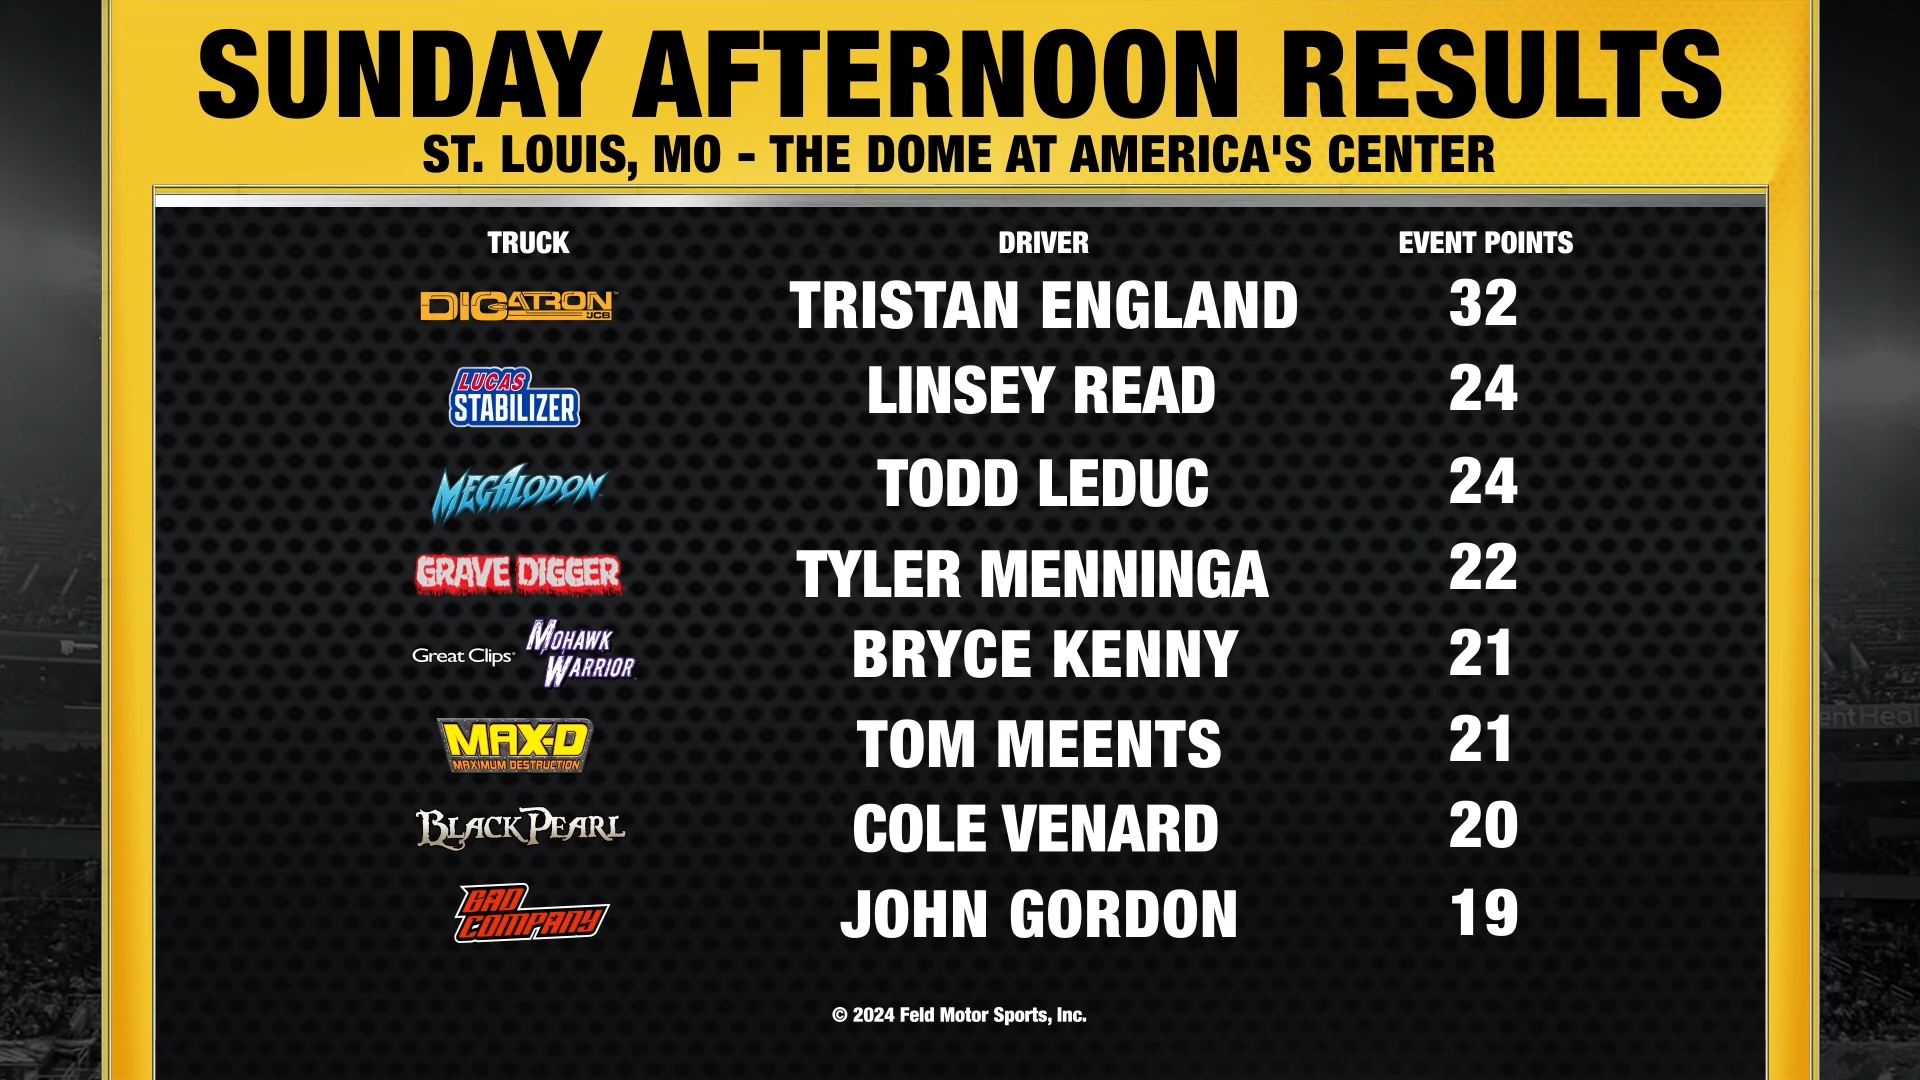 SUNDAY AFTERNOON RESULTS
ST. LOUIS, MO - THE DOME AT AMERICA'S CENTER
TRUCK DRIVER EVENT POINTS
DIGATRON JCB TRISTAN ENGLAND 32
LUCAS STABILIZER LINSEY READ 24
MEGALODON TODD LEDUC 24
GRAVE DIGGER TYLER MENNINGA 22
Great Clips MOHAWK WARRIOR BRYCE KENNY 21
MAX-D MAXIMUM DESTRUCTION TOM MEENTS 21
BLACK PEARL COLE VENARD 20
BAD COMPANY JOHN GORDON 19
© 2024 Feld Motor Sports, Inc.